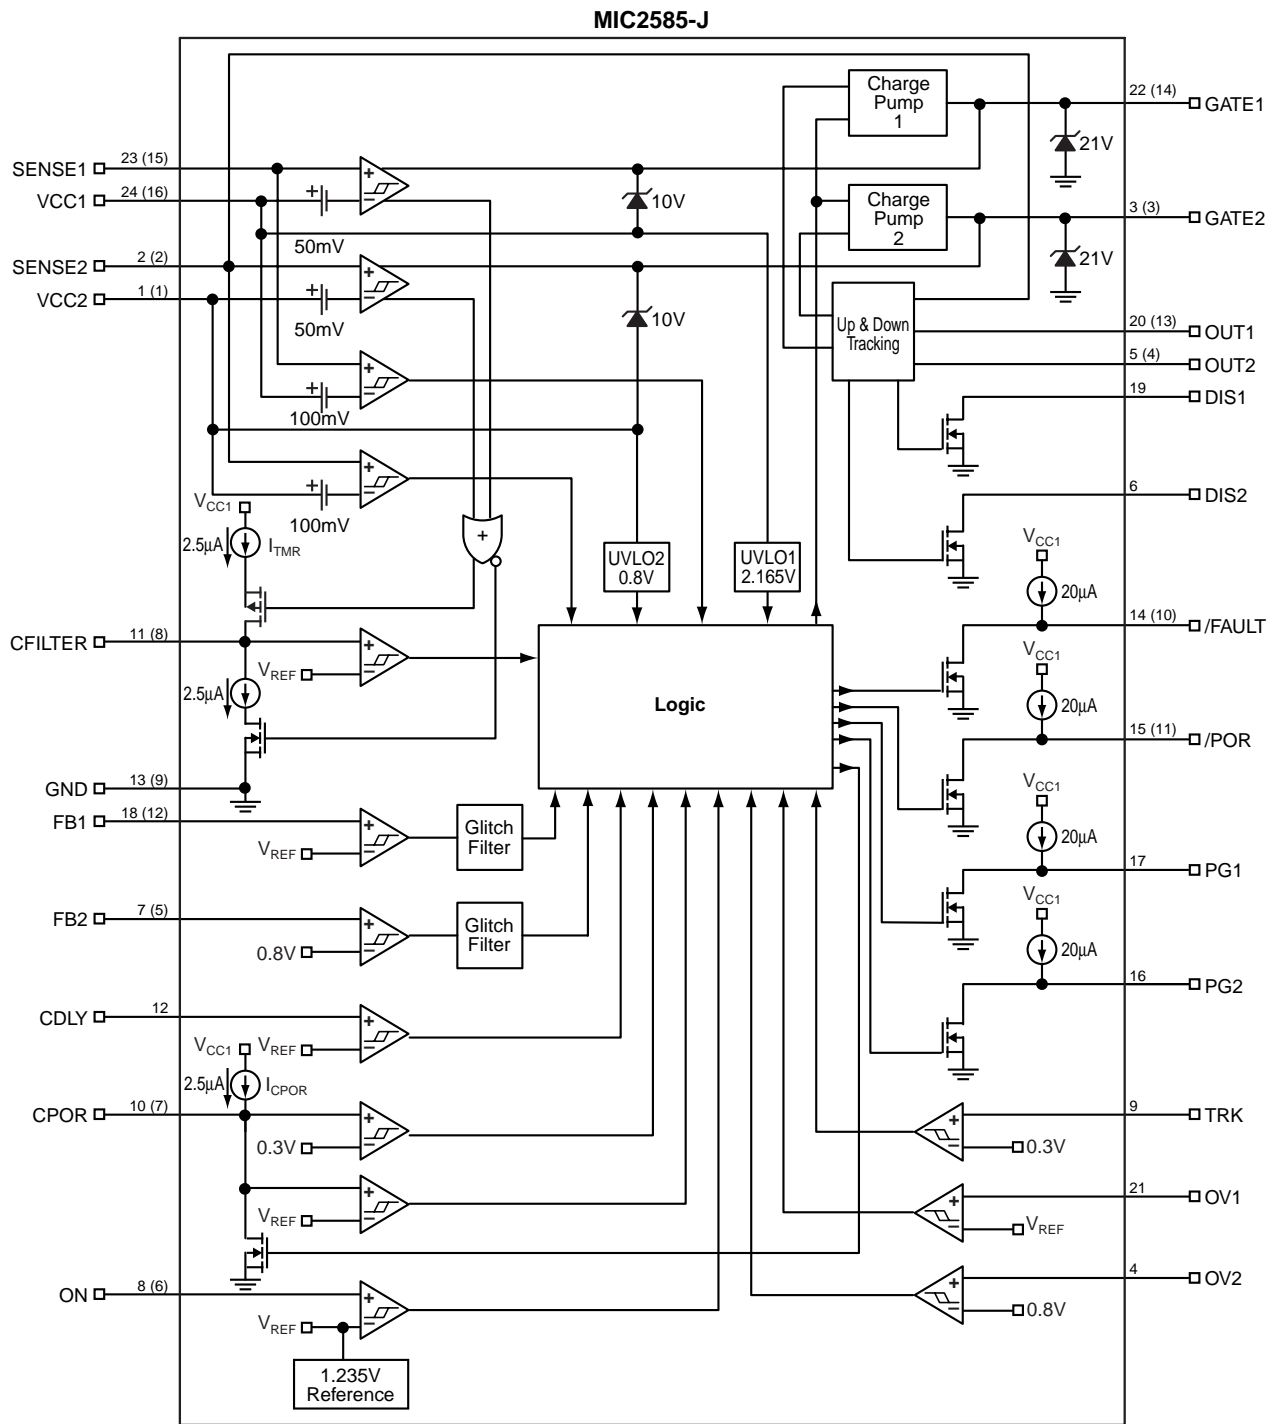 MIC2585-J
Charge
Pump
1
22 (14)
GATE1
21V
SENSE1
23 (15)
VCC1
24 (16)
50mV
10V
Charge
Pump
2
3 (3)
GATE2
21V
SENSE2
2 (2)
VCC2
1 (1)
50mV
10V
Up & Down
Tracking
20 (13)
OUT1
5 (4)
OUT2
19
DIS1
100mV
VCC1
100mV
2.5µA
ITMR
UVLO2
0.8V
UVLO1
2.165V
6
DIS2
VCC1
20µA
14 (10)
/FAULT
CFILTER
11 (8)
VREF
2.5µA
Logic
VCC1
20µA
15 (11)
/POR
GND
13 (9)
FB1
18 (12)
VREF
Glitch
Filter
VCC1
20µA
17
PG1
FB2
7 (5)
0.8V
Glitch
Filter
VCC1
20µA
16
PG2
CDLY
12
VREF
VCC1
2.5µA
ICPOR
CPOR
10 (7)
0.3V
9
TRK
0.3V
VREF
21
OV1
VREF
ON
8 (6)
VREF
4
OV2
0.8V
1.235V
Reference